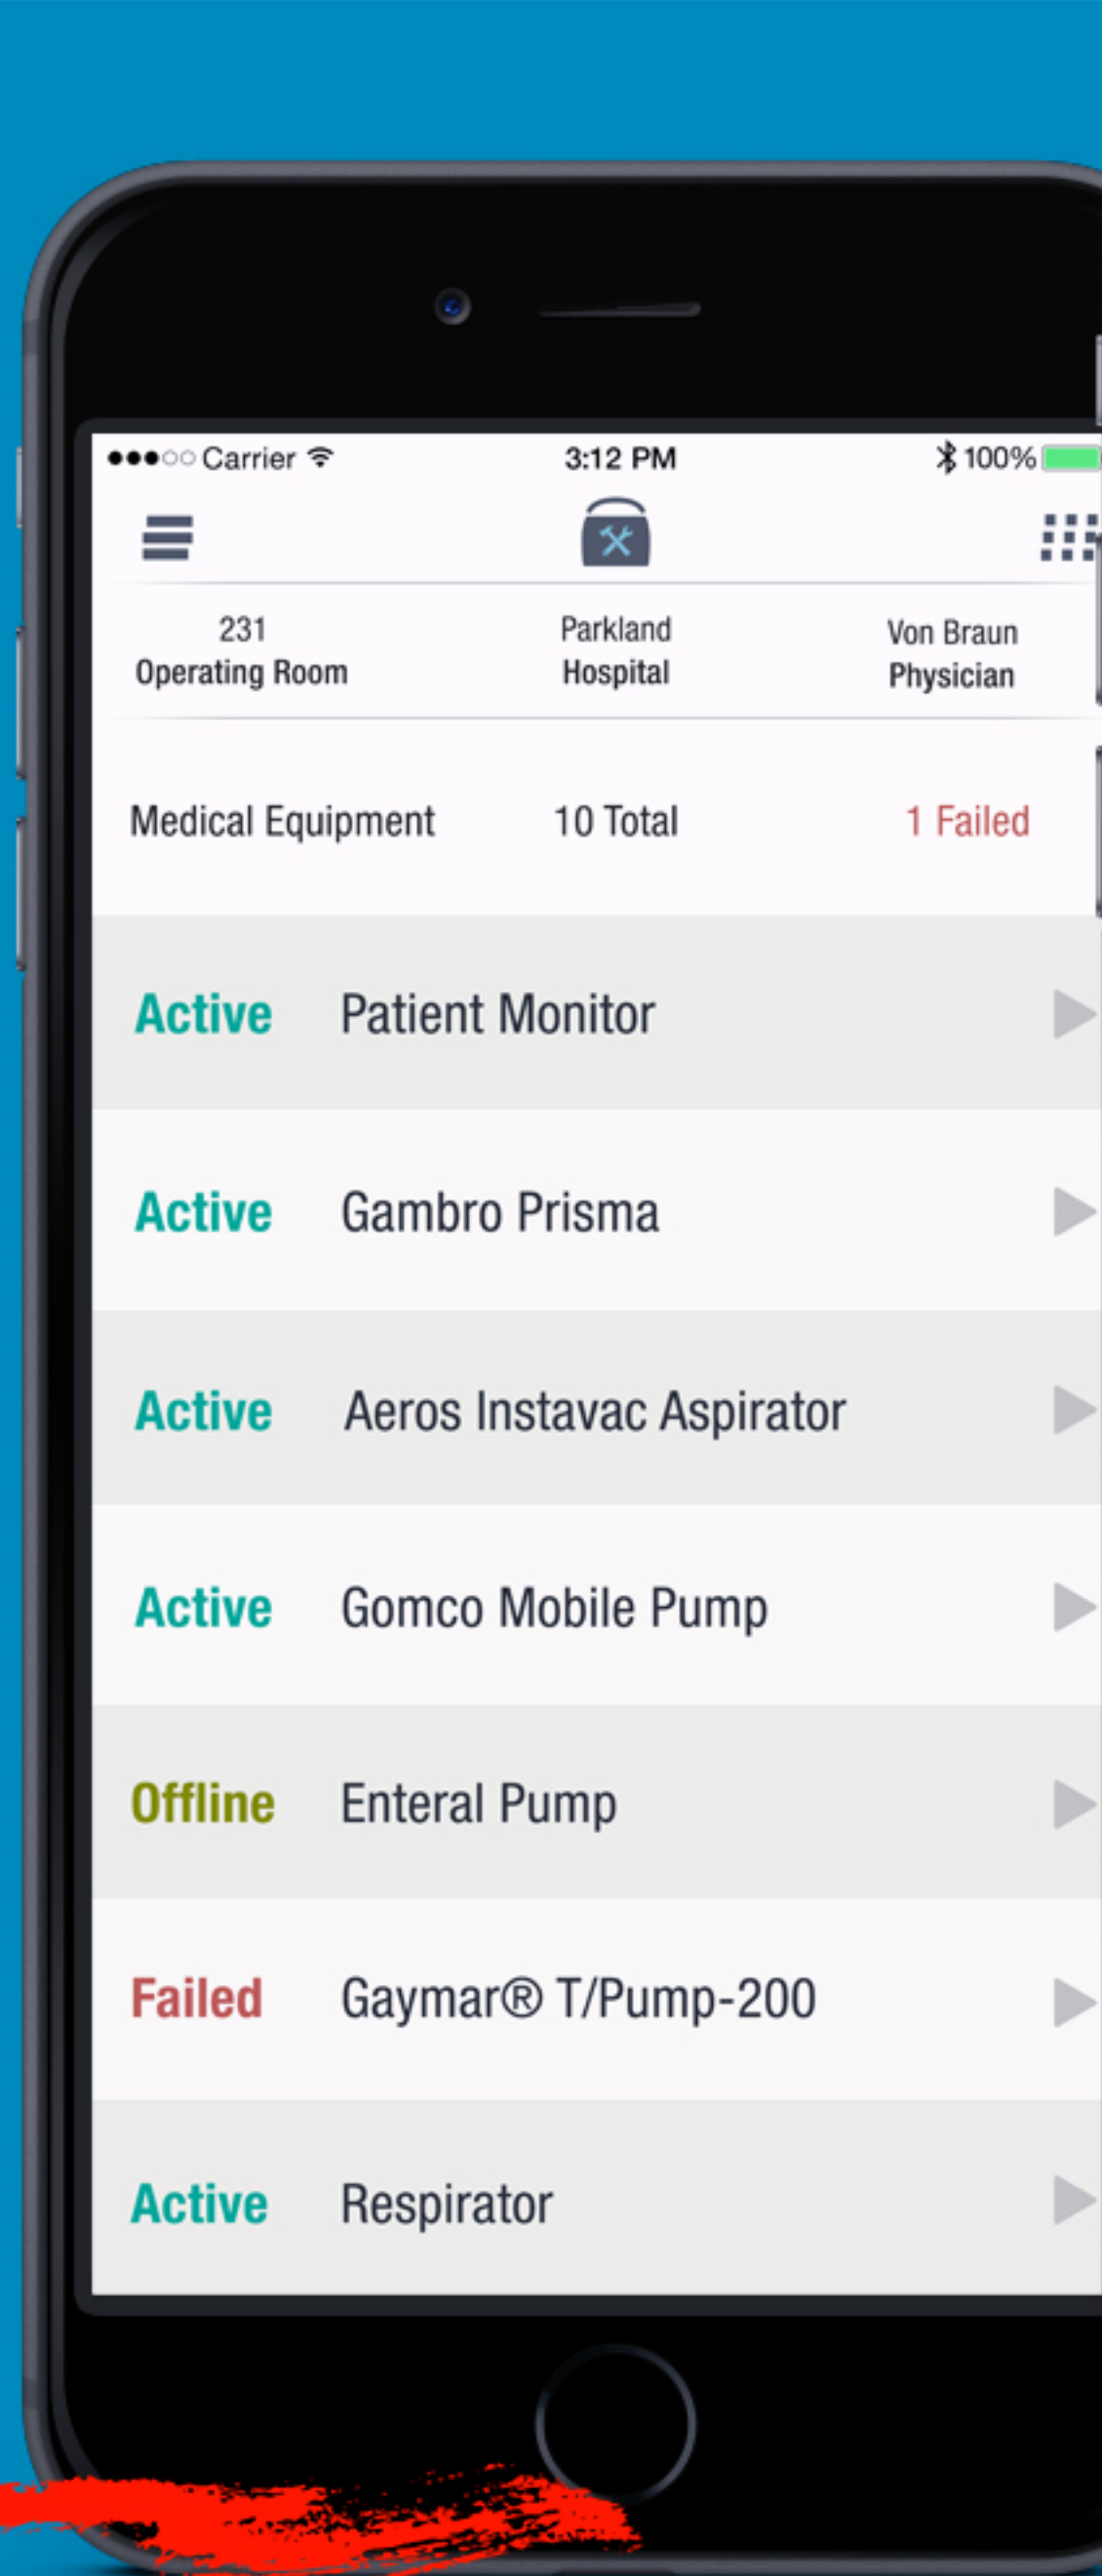 Carrier 3:12 PM 100%
231 Parkland Von Braun
Operating Room Hospital Physician
Medical Equipment 10 Total 1 Failed
Active Patient Monitor
Active Gambro Prisma
Active Aeros Instavac Aspirator
Active Gomco Mobile Pump
Offline Enteral Pump
Failed Gaymar® T/Pump-200
Active Respirator